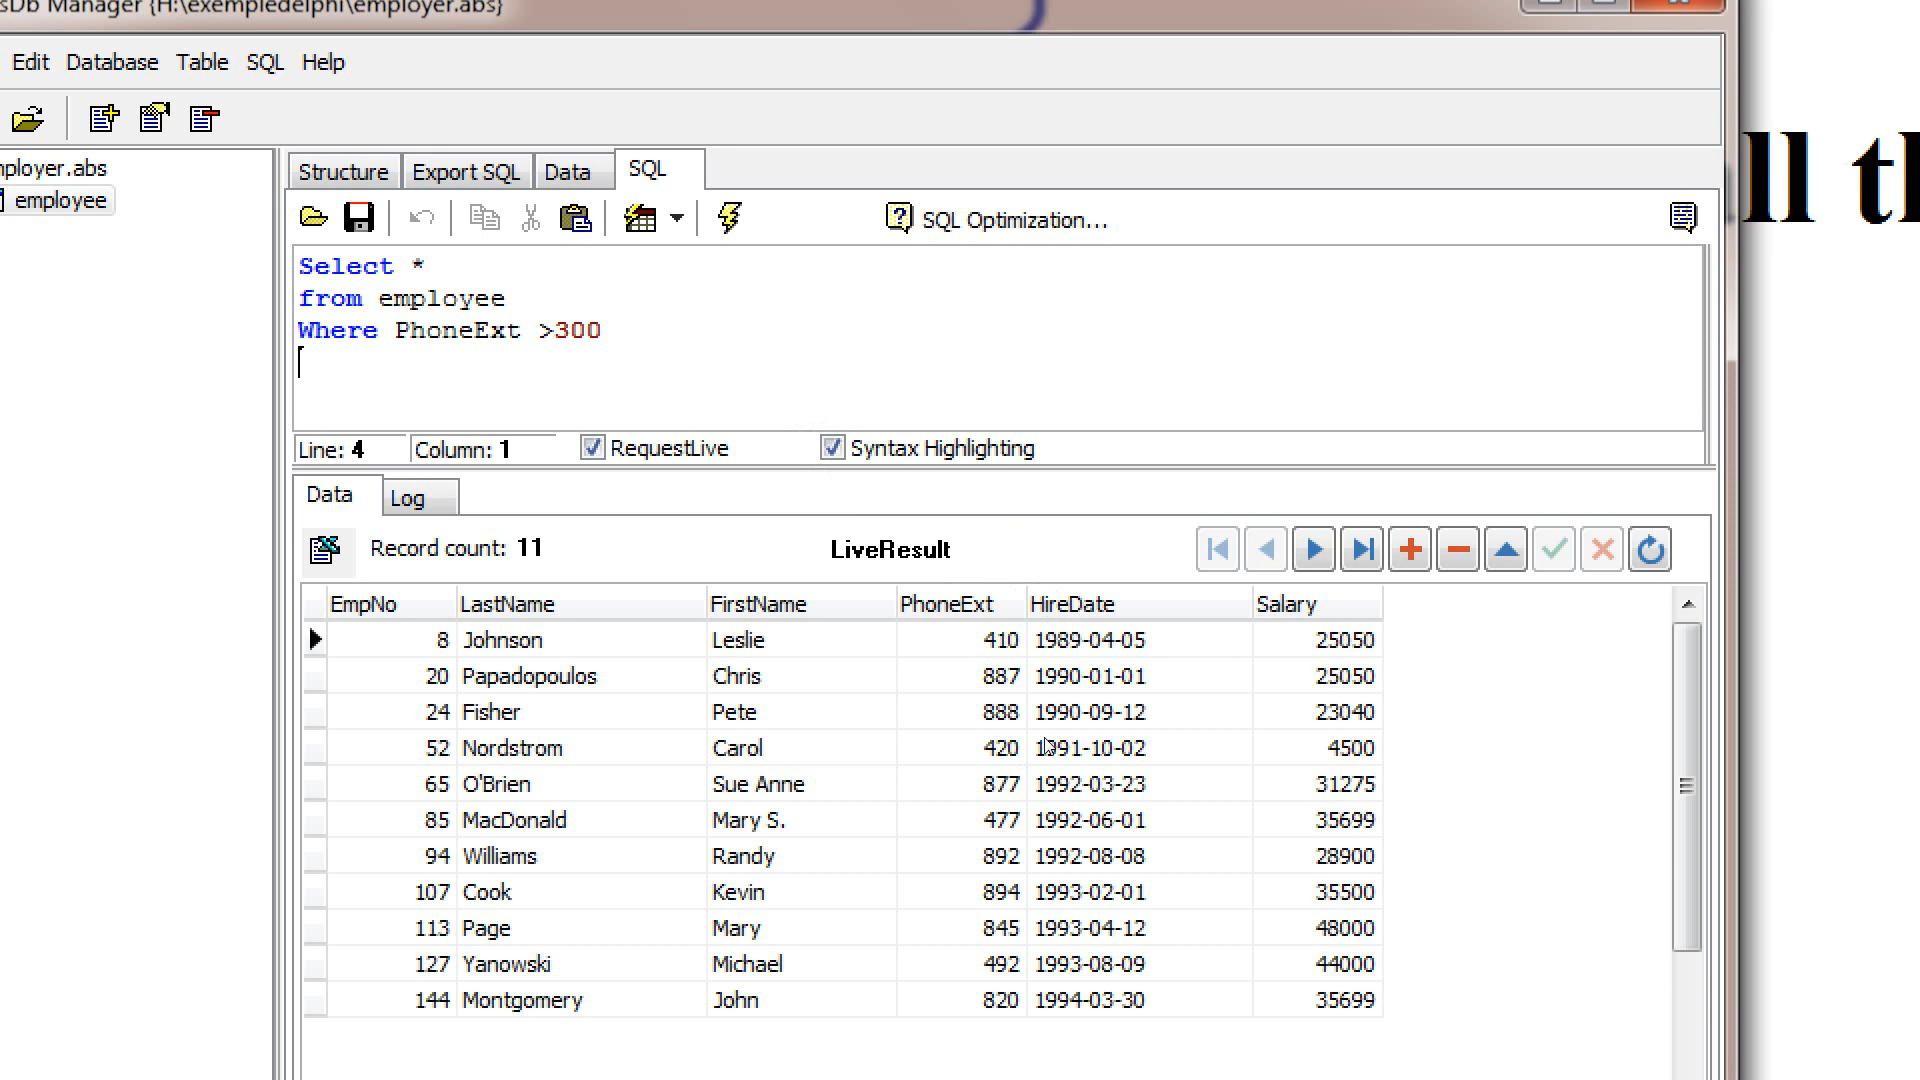 sDb Manager {H:\exempledelphi\employer.abs}
Edit Database Table SQL Help
ployer.abs
employee
Structure Export SQL Data SQL
SQL Optimization...
Select *
from employee
Where PhoneExt >300
Line: 4 Column: 1 RequestLive Syntax Highlighting
Data Log
Record count: 11 LiveResult
EmpNo LastName FirstName PhoneExt HireDate Salary
8 Johnson Leslie 410 1989-04-05 25050
20 Papadopoulos Chris 887 1990-01-01 25050
24 Fisher Pete 888 1990-09-12 23040
52 Nordstrom Carol 420 1991-10-02 4500
65 O'Brien Sue Anne 877 1992-03-23 31275
85 MacDonald Mary S. 477 1992-06-01 35699
94 Williams Randy 892 1992-08-08 28900
107 Cook Kevin 894 1993-02-01 35500
113 Page Mary 845 1993-04-12 48000
127 Yanowski Michael 492 1993-08-09 44000
144 Montgomery John 820 1994-03-30 35699